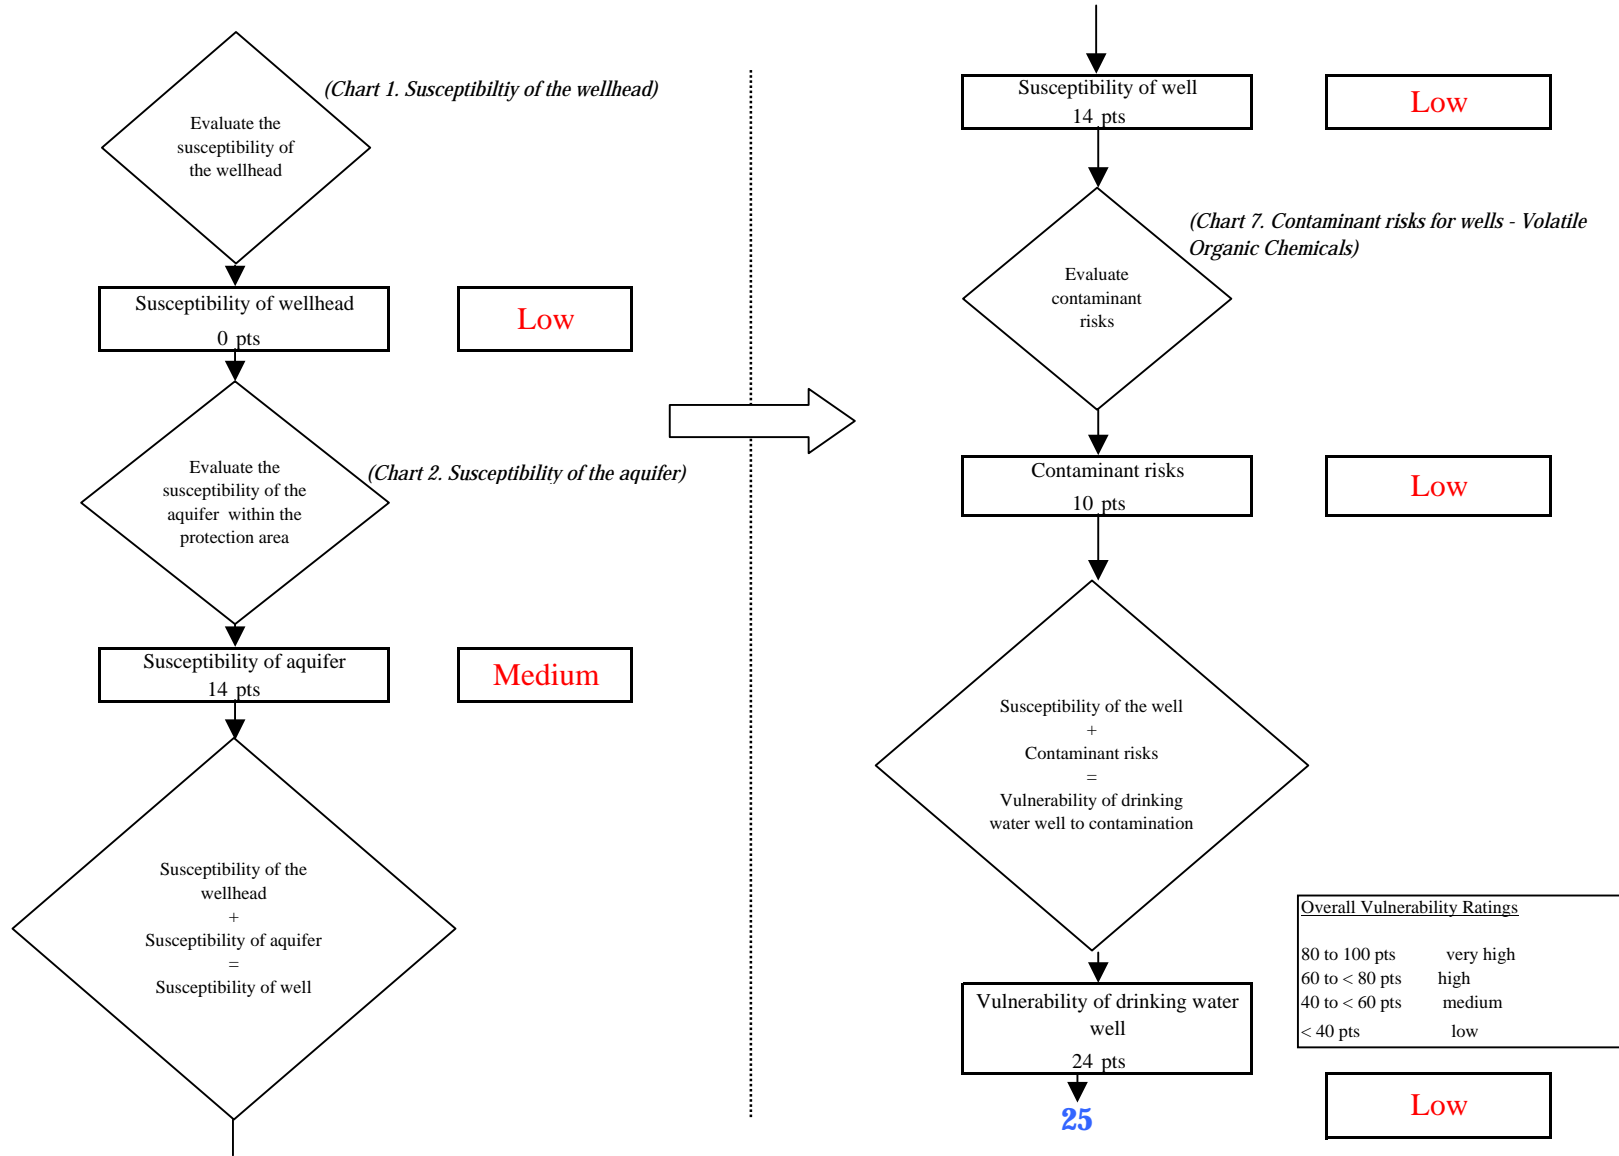 (Chart 1. Susceptibiltiy of the wellhead)
Evaluate the
susceptibility of
the wellhead
Susceptibility of wellhead
0 pts
Low
Evaluate the
susceptibility of the
aquifer within the
protection area
(Chart 2. Susceptibility of the aquifer)
Susceptibility of aquifer
14 pts
Medium
Susceptibility of the
wellhead
+
Susceptibility of aquifer
=
Susceptibility of well
Susceptibility of well
14 pts
Low
(Chart 7. Contaminant risks for wells - Volatile
Organic Chemicals)
Evaluate
contaminant
risks
Contaminant risks
10 pts
Low
Susceptibility of the well
+
Contaminant risks
=
Vulnerability of drinking
water well to contamination
Vulnerability of drinking water
well
24 pts
25
Overall Vulnerability Ratings
80 to 100 pts very high
60 to < 80 pts high
40 to < 60 pts medium
< 40 pts low
Low